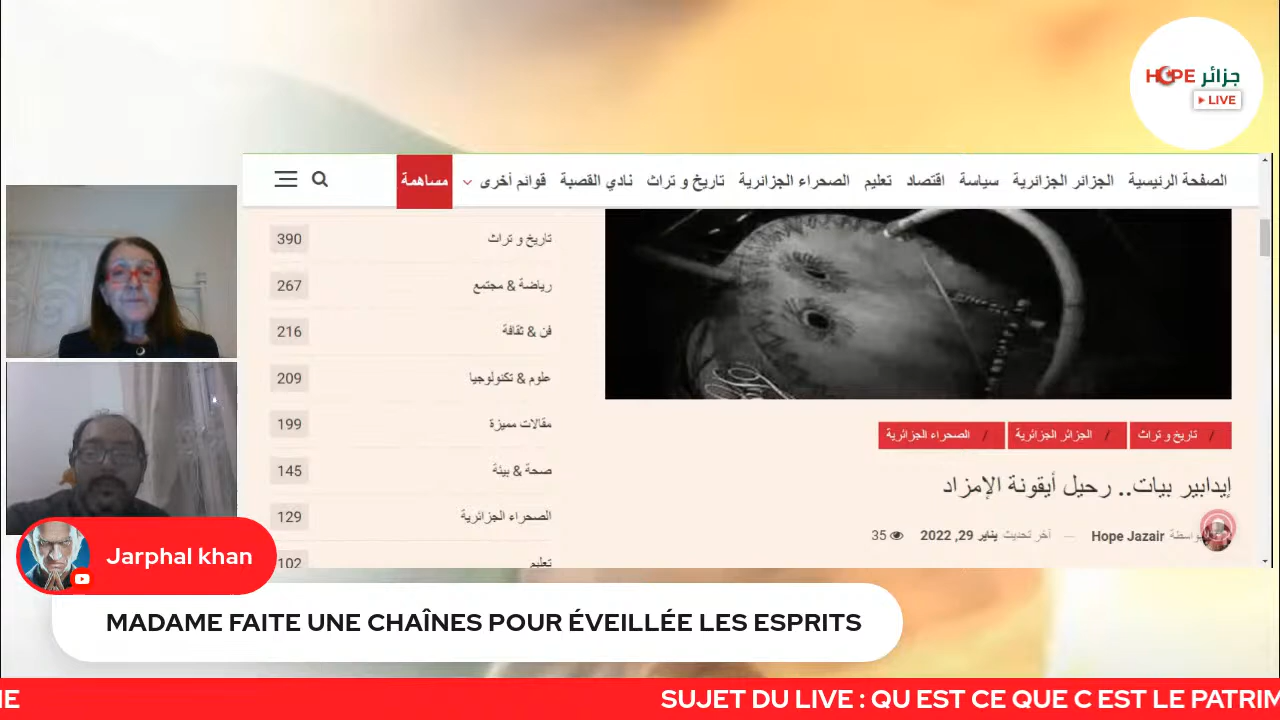 HOPE جزائر
LIVE
الصفحة الرئيسية الجزائر الجزائرية سياسة اقتصاد تعليم الصحراء الجزائرية تاريخ و تراث نادي القصبة قوائم أخرى مساهمة
تاريخ و تراث 390
رياضة & مجتمع 267
فن & ثقافة 216
علوم & تكنولوجيا 209
مقالات مميزة 199
صحة & بيئة 145
الصحراء الجزائرية 129
تعليم 102
/ تاريخ و تراث / الجزائر الجزائرية / الصحراء الجزائرية
إيدابير بيات.. رحيل أيقونة الإمزاد
بواسطة Hope Jazair — آخر تحديث يناير 29, 2022 35
Jarphal khan
MADAME FAITE UNE CHAÎNES POUR ÉVEILLÉE LES ESPRITS
SUJET DU LIVE : QU EST CE QUE C EST LE PATRIM